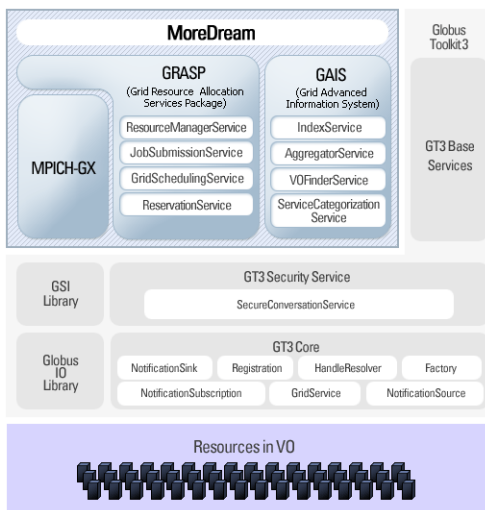 MoreDream
Globus
Toolkit3
GRASP
(Grid Resource Allocation
Services Package)
ResourceManagerService
JobSubmissionService
GridSchedulingService
ReservationService
MPICH-GX
GAIS
(Grid Advanced
Information System)
IndexService
AggregatorService
VOFinderService
ServiceCategorization
Service
GT3 Base
Services
GSI
Library
GT3 Security Service
SecureConversationService
Globus
IO
Library
GT3 Core
NotificationSink
Registration
HandleResolver
Factory
NotificationSubscription
GridService
NotificationSource
Resources in VO